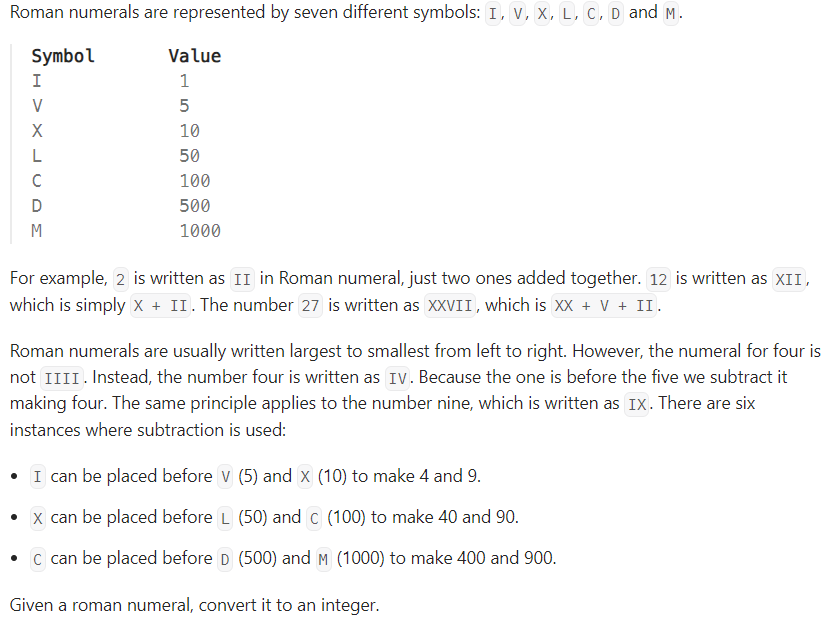 Roman numerals are represented by seven different symbols: I, V, X, L, C, D and M.
Symbol Value
I 1
V 5
X 10
L 50
C 100
D 500
M 1000
For example, 2 is written as II in Roman numeral, just two ones added together. 12 is written as XII,
which is simply X + II. The number 27 is written as XXVII, which is XX + V + II.
Roman numerals are usually written largest to smallest from left to right. However, the numeral for four is
not IIII. Instead, the number four is written as IV. Because the one is before the five we subtract it
making four. The same principle applies to the number nine, which is written as IX. There are six
instances where subtraction is used:
• I can be placed before V (5) and X (10) to make 4 and 9.
• X can be placed before L (50) and C (100) to make 40 and 90.
• C can be placed before D (500) and M (1000) to make 400 and 900.
Given a roman numeral, convert it to an integer.